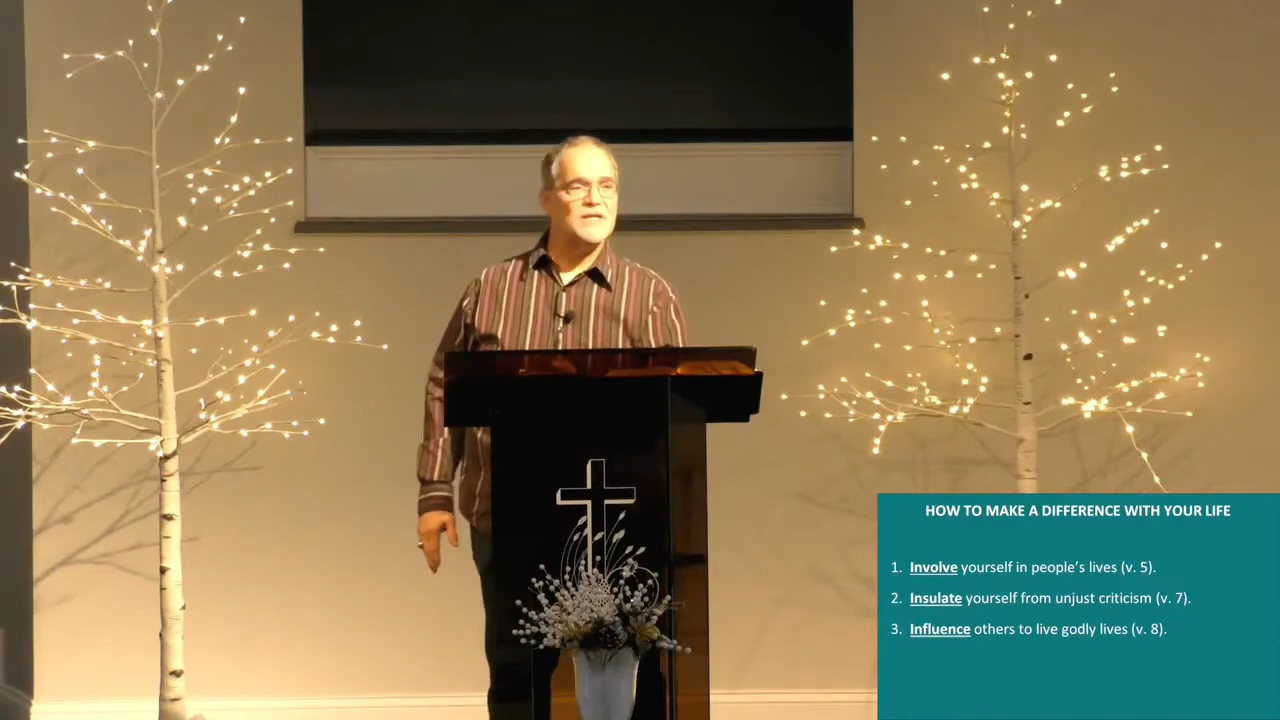 HOW TO MAKE A DIFFERENCE WITH YOUR LIFE
1. Involve yourself in people’s lives (v. 5).
2. Insulate yourself from unjust criticism (v. 7).
3. Influence others to live godly lives (v. 8).